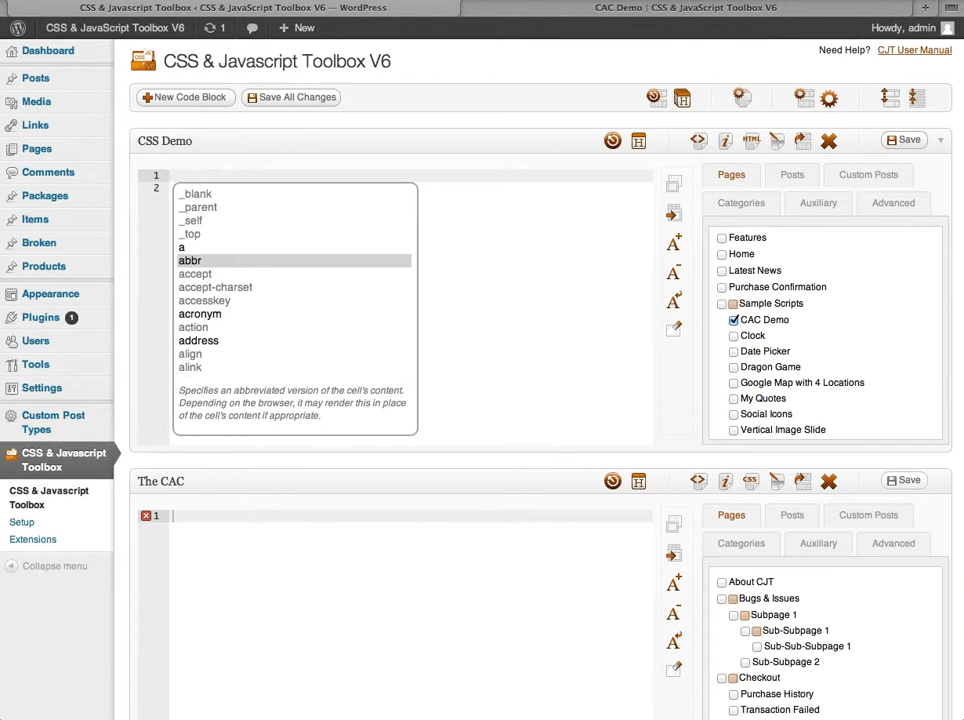 CSS & Javascript Toolbox ‹ CSS & JavaScript Toolbox V6 — WordPress
CAC Demo | CSS & JavaScript Toolbox V6
CSS & JavaScript Toolbox V6
1
New
Howdy, admin
Dashboard
Posts
Media
Links
Pages
Comments
Packages
Items
Broken
Products
Appearance
Plugins 1
Users
Tools
Settings
Custom Post
Types
CSS & Javascript
Toolbox
CSS & Javascript
Toolbox
Setup
Extensions
Collapse menu
CSS & Javascript Toolbox V6
Need Help? CJT User Manual
New Code Block
Save All Changes
H
CSS Demo
H
HTML
Save
1
2
_blank
_parent
_self
_top
a
abbr
accept
accept-charset
accesskey
acronym
action
address
align
alink
Specifies an abbreviated version of the cell's content.
Depending on the browser, it may render this in place
of the cell's content if appropriate.
A+
A-
A
Pages
Posts
Custom Posts
Categories
Auxiliary
Advanced
Features
Home
Latest News
Purchase Confirmation
Sample Scripts
CAC Demo
Clock
Date Picker
Dragon Game
Google Map with 4 Locations
My Quotes
Social Icons
Vertical Image Slide
The CAC
H
CSS
Save
1
A+
A-
A
Pages
Posts
Custom Posts
Categories
Auxiliary
Advanced
About CJT
Bugs & Issues
Subpage 1
Sub-Subpage 1
Sub-Sub-Subpage 1
Sub-Subpage 2
Checkout
Purchase History
Transaction Failed